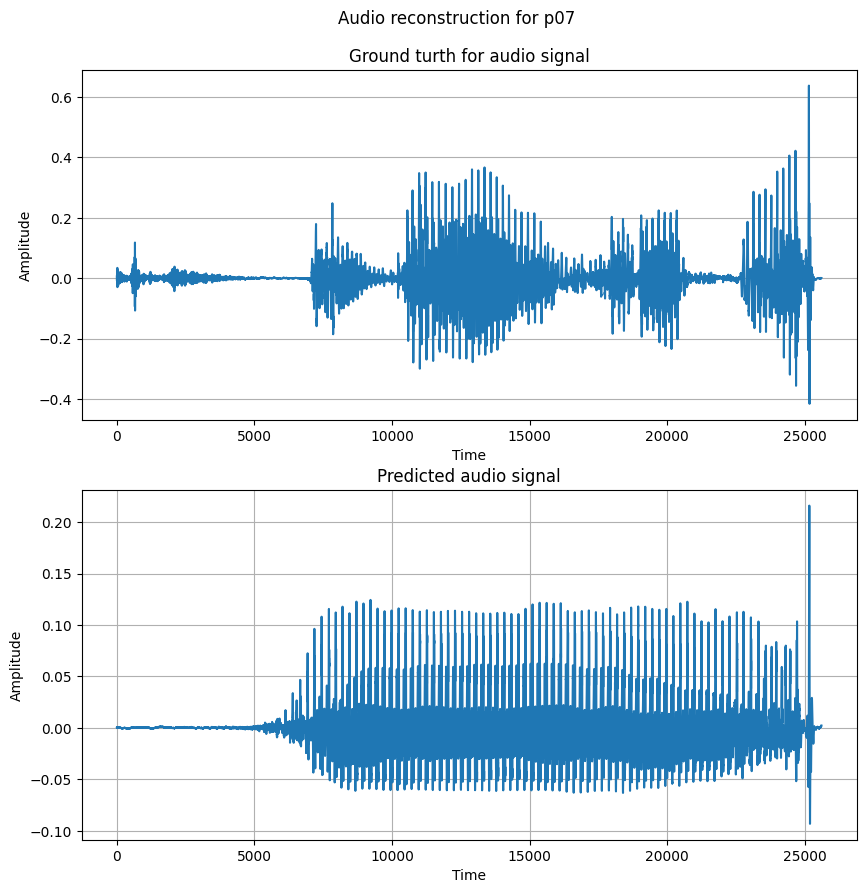 Audio reconstruction for p07
Ground turth for audio signal
0.6
0.4
0.2
0.0
−0.2
−0.4
Amplitude
0 5000 10000 15000 20000 25000
Time
Predicted audio signal
0.20
0.15
0.10
0.05
0.00
−0.05
−0.10
Amplitude
0 5000 10000 15000 20000 25000
Time